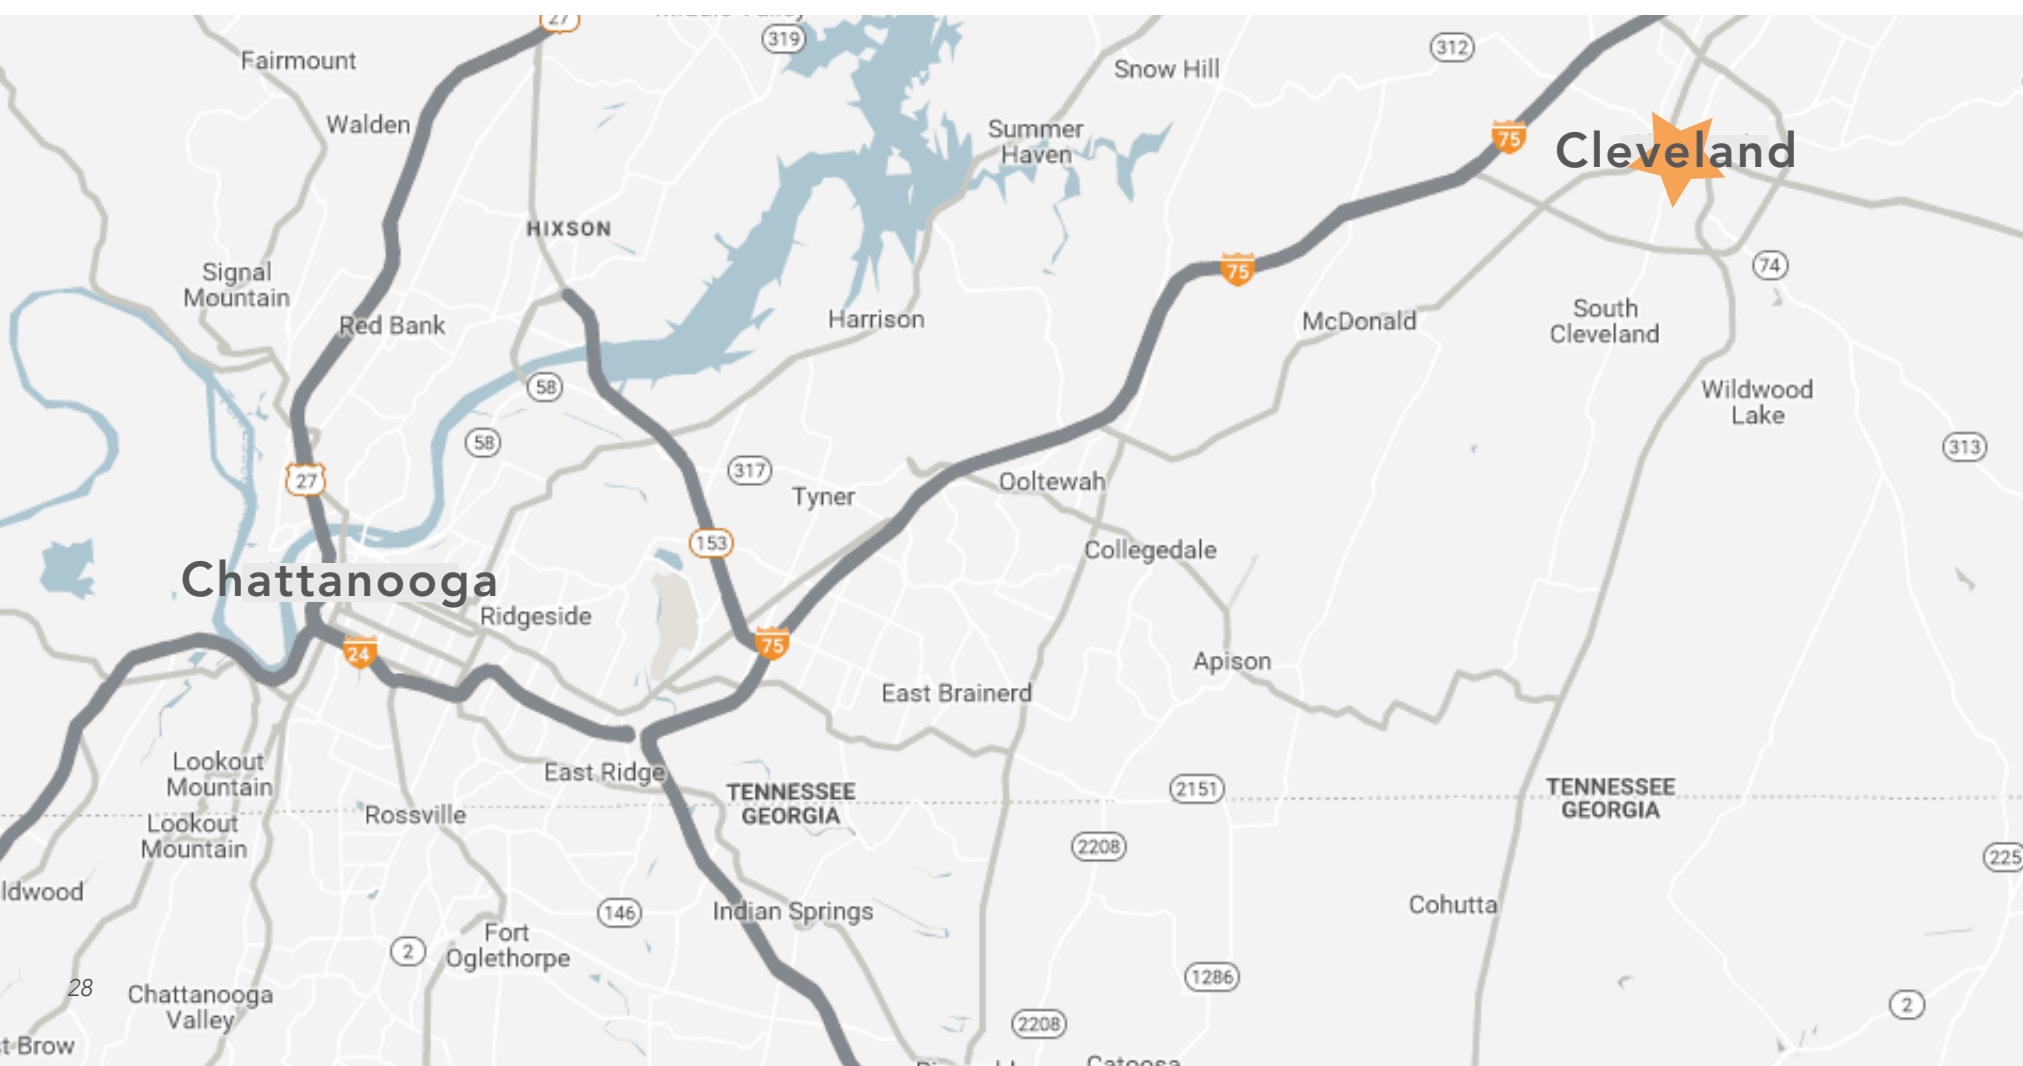 27
319
312
Fairmount
Snow Hill
Walden
Summer
Haven
75
Cleveland
HIXSON
Signal
Mountain
75
74
Red Bank
Harrison
McDonald
South
Cleveland
58
Wildwood
Lake
58
317
313
27
Tyner
Ooltewah
153
Collegedale
Chattanooga
Ridgeside
24
75
Apison
East Brainerd
Lookout
Mountain
East Ridge
TENNESSEE
GEORGIA
2151
TENNESSEE
GEORGIA
Rossville
Lookout
Mountain
2208
225
ldwood
146
Indian Springs
Cohutta
Fort
Oglethorpe
2
28
1286
Chattanooga
Valley
2208
2
t Brow